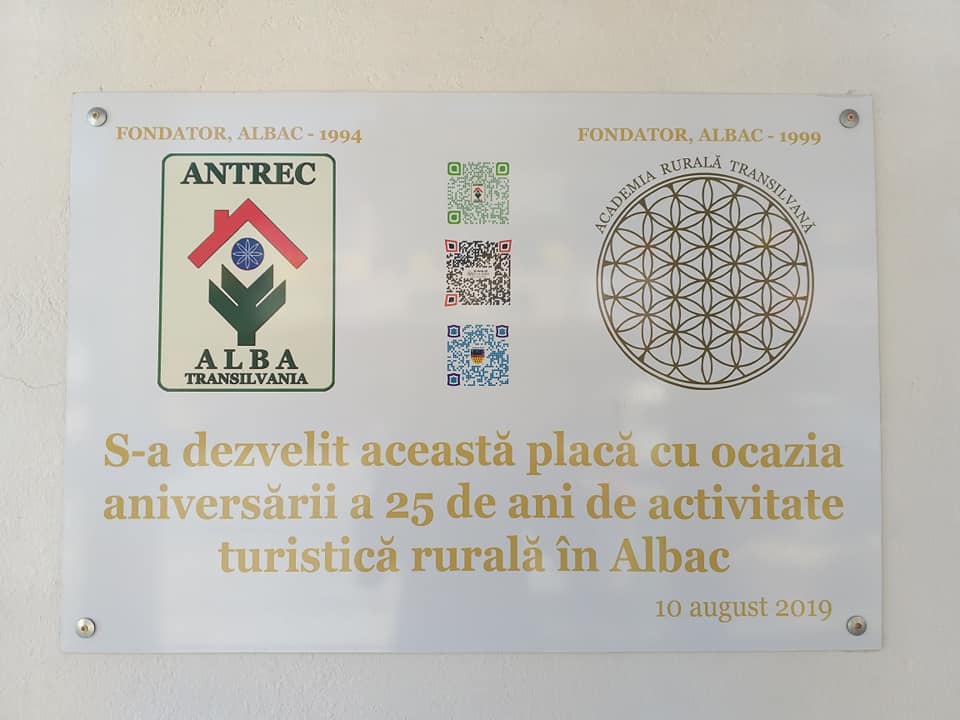 FONDATOR, ALBAC - 1994
ANTREC
ALBA
TRANSILVANIA
FONDATOR, ALBAC - 1999
ACADEMIA RURALĂ TRANSILVANĂ
S-a dezvelit această placă cu ocazia
aniversării a 25 de ani de activitate
turistică rurală în Albac
10 august 2019